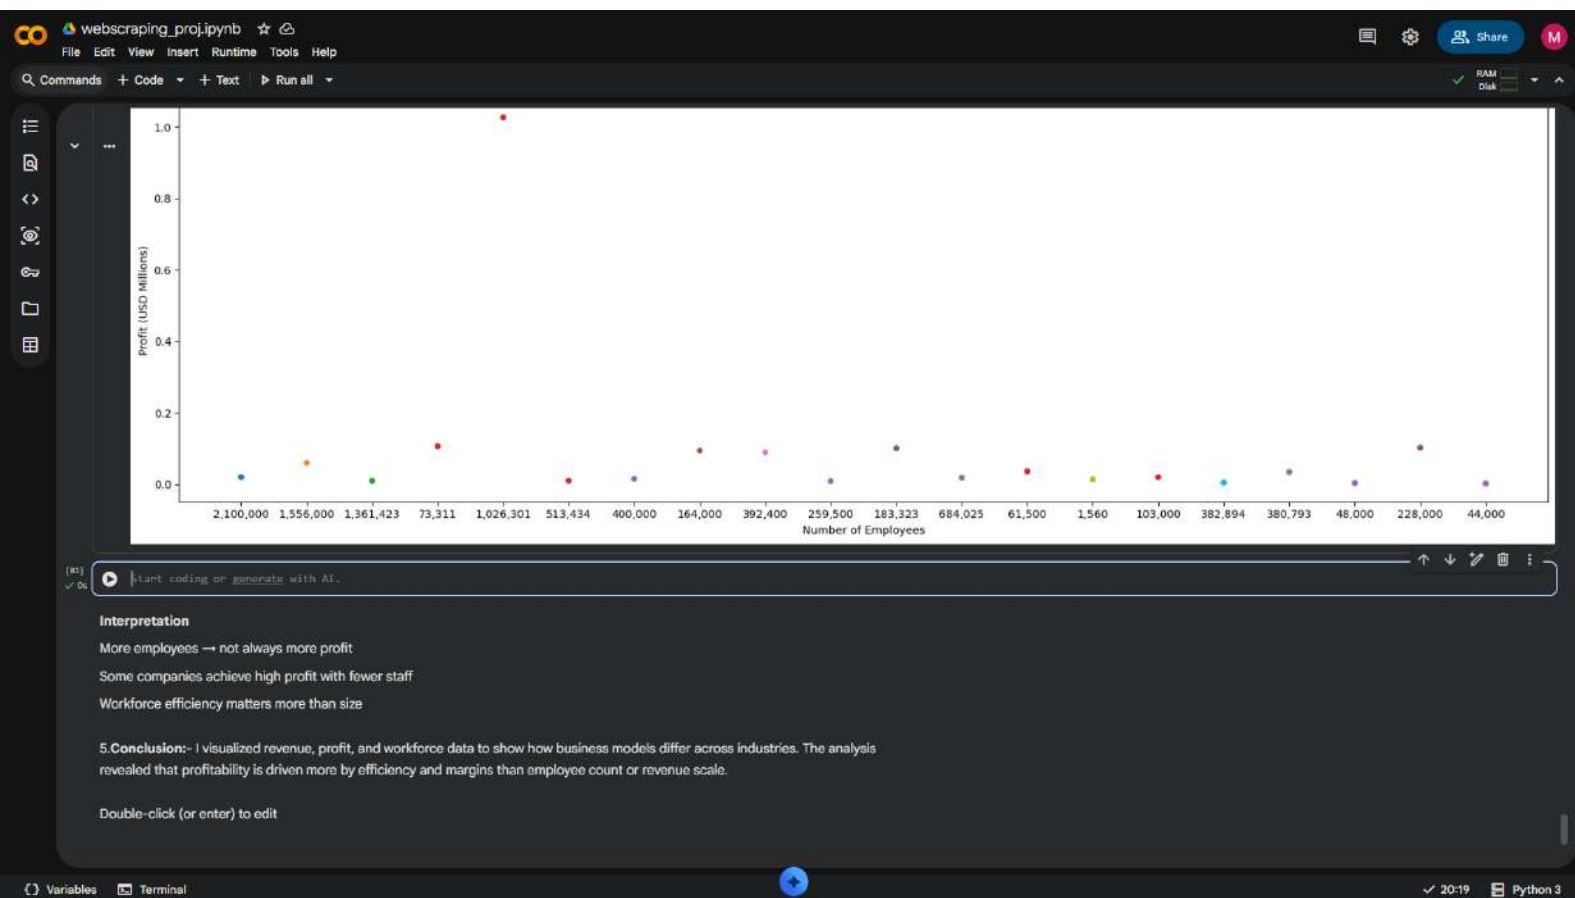 webscraping_proj.ipynb
File Edit View Insert Runtime Tools Help
Share
M
Commands + Code + Text Run all
RAM
Disk
1.0
0.8
0.6
0.4
0.2
0.0
Profit (USD Millions)
2,100,000 1,556,000 1,361,423 73,311 1,026,301 513,434 400,000 164,000 392,400 259,500 183,323 684,025 61,500 1,560 103,000 382,894 380,793 48,000 228,000 44,000
Number of Employees
0s
Start coding or generate with AI.
Interpretation
More employees → not always more profit
Some companies achieve high profit with fewer staff
Workforce efficiency matters more than size
5.Conclusion:- I visualized revenue, profit, and workforce data to show how business models differ across industries. The analysis
revealed that profitability is driven more by efficiency and margins than employee count or revenue scale.
Double-click (or enter) to edit
{} Variables Terminal
20:19 Python 3